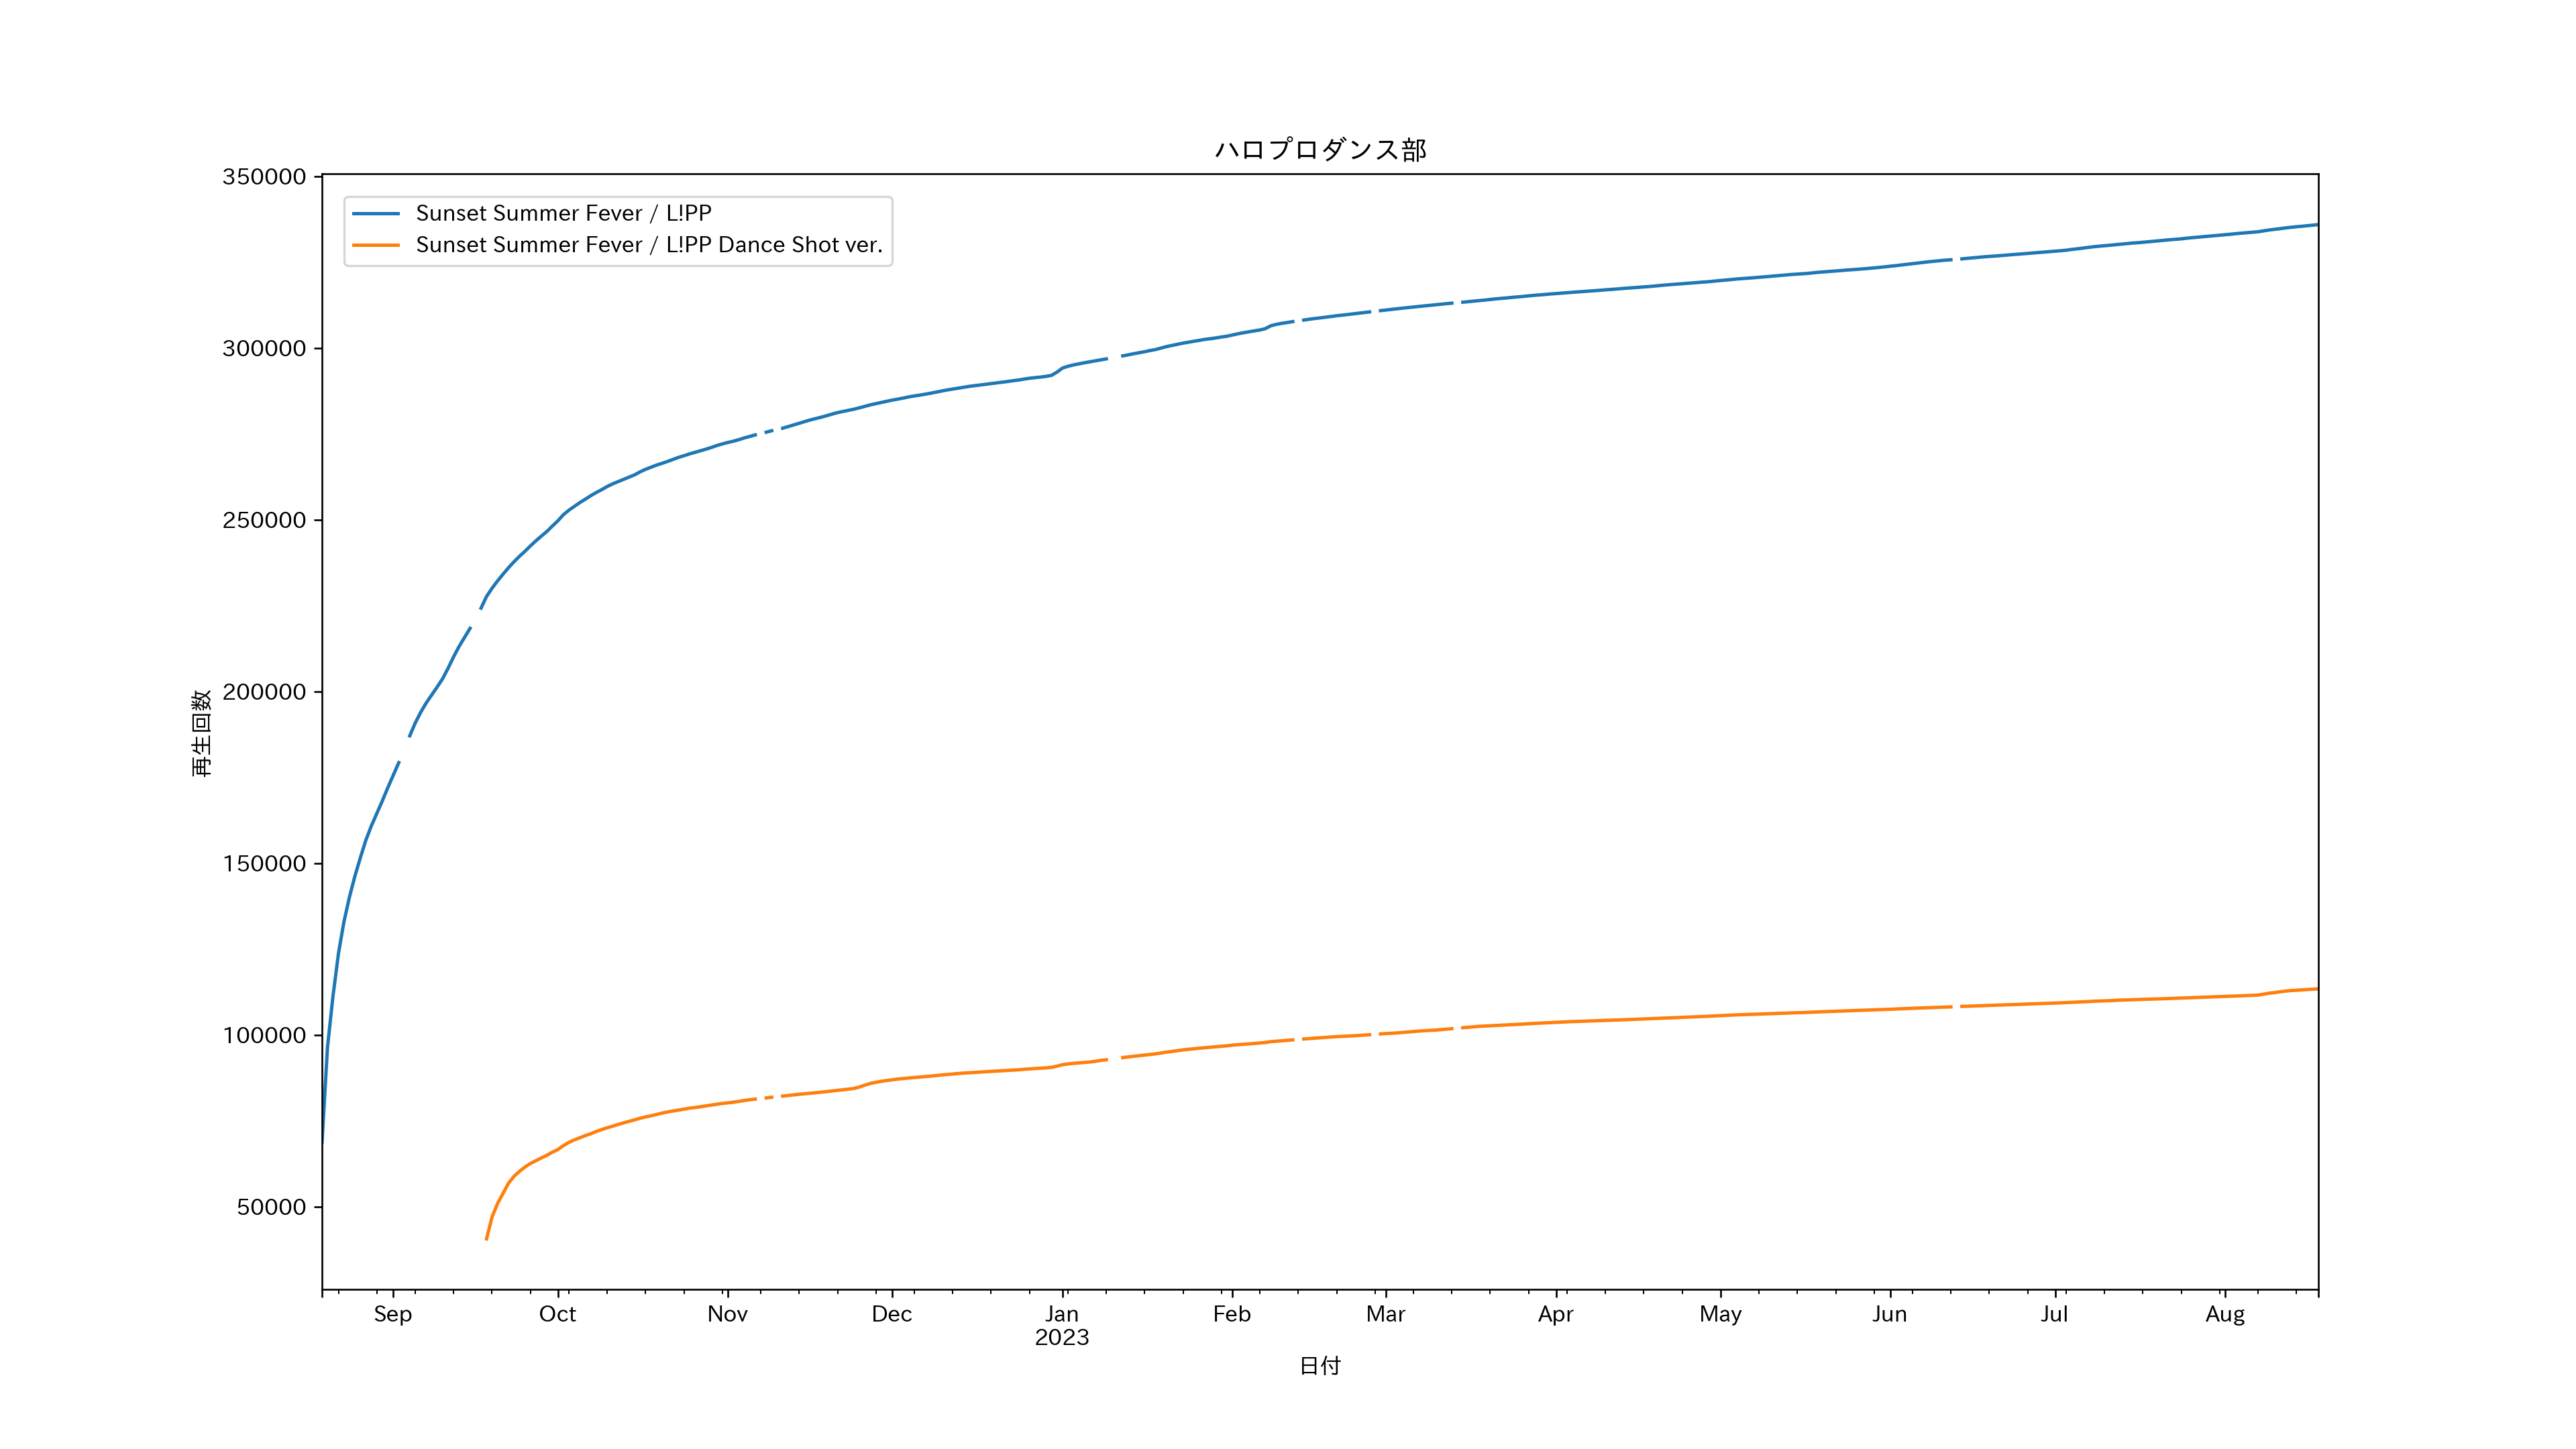 ハロプロダンス部
Sunset Summer Fever / L!PP
Sunset Summer Fever / L!PP Dance Shot ver.
350000
300000
250000
200000
150000
100000
50000
再生回数
Sep Oct Nov Dec Jan Feb Mar Apr May Jun Jul Aug
2023
日付